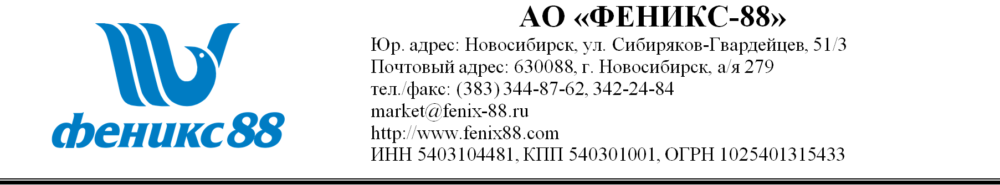 феникс 88
АО «ФЕНИКС-88»
Юр. адрес: Новосибирск, ул. Сибиряков-Гвардейцев, 51/3
Почтовый адрес: 630088, г. Новосибирск, а/я 279
тел./факс: (383) 344-87-62, 342-24-84
market@fenix-88.ru
http://www.fenix88.com
ИНН 5403104481, КПП 540301001, ОГРН 1025401315433